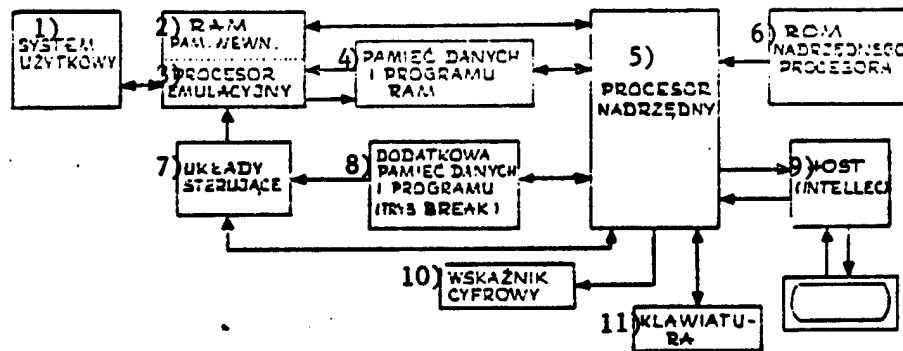 1)
SYSTEM
UŻYTKOWY
2) RAM
PAM. WEWN.
3) PROCESOR
EMULACYJNY
4) PAMIEĆ DANYCH
I PROGRAMU
RAM
5)
PROCESOR
NADRZĘDNY
6) ROM
NADRZĘDNEGO
PROCESORA
7) UKŁADY
STERUJĄCE
8) DODATKOWA
PAMIEĆ DANYCH
I PROGRAMU
(TRYB BREAK)
9) HOST
(INTELLEC)
10) WSKAŹNIK
CYFROWY
11) KLAWIATU-
RA